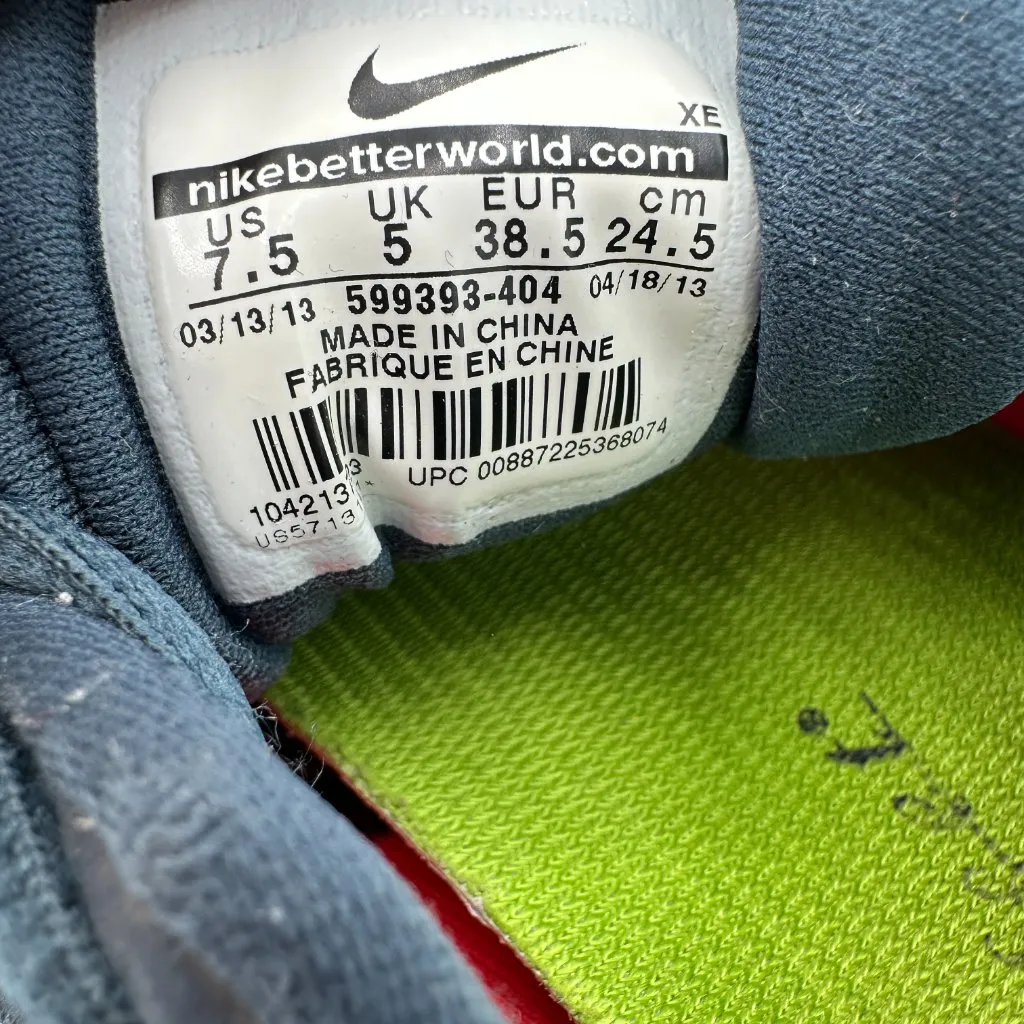 XE
nikebetterworld.com
US UK EUR cm
7.5 5 38.5 24.5
03/13/13 599393-404 04/18/13
MADE IN CHINA
FABRIQUE EN CHINE
UPC 00887225368074